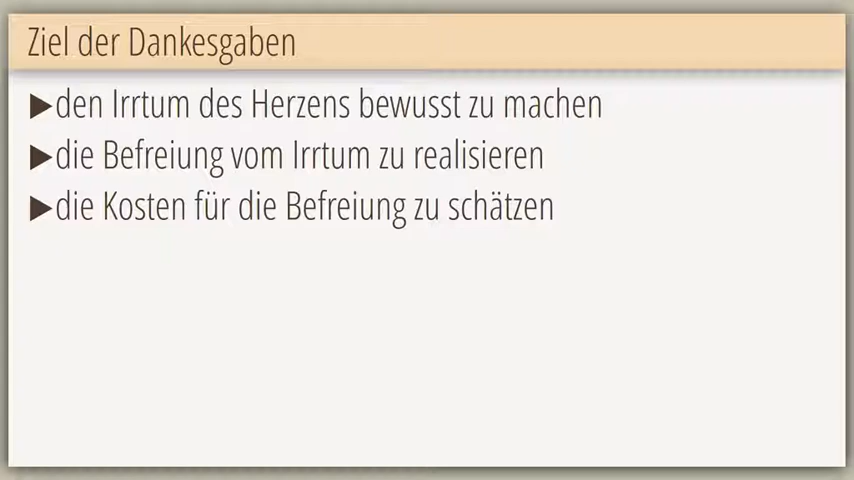 Ziel der Dankesgaben
▶den Irrtum des Herzens bewusst zu machen
▶die Befreiung vom Irrtum zu realisieren
▶die Kosten für die Befreiung zu schätzen